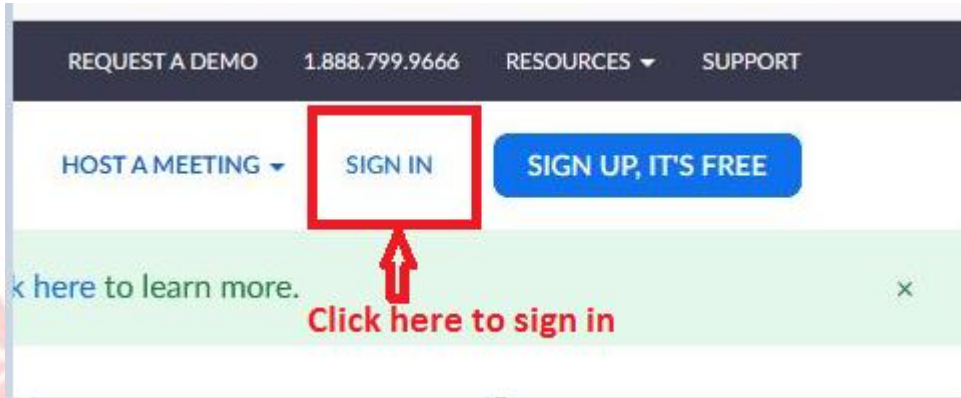 REQUEST A DEMO 1.888.799.9666 RESOURCES SUPPORT
HOST A MEETING SIGN IN SIGN UP, IT'S FREE
k here to learn more. ×
Click here to sign in